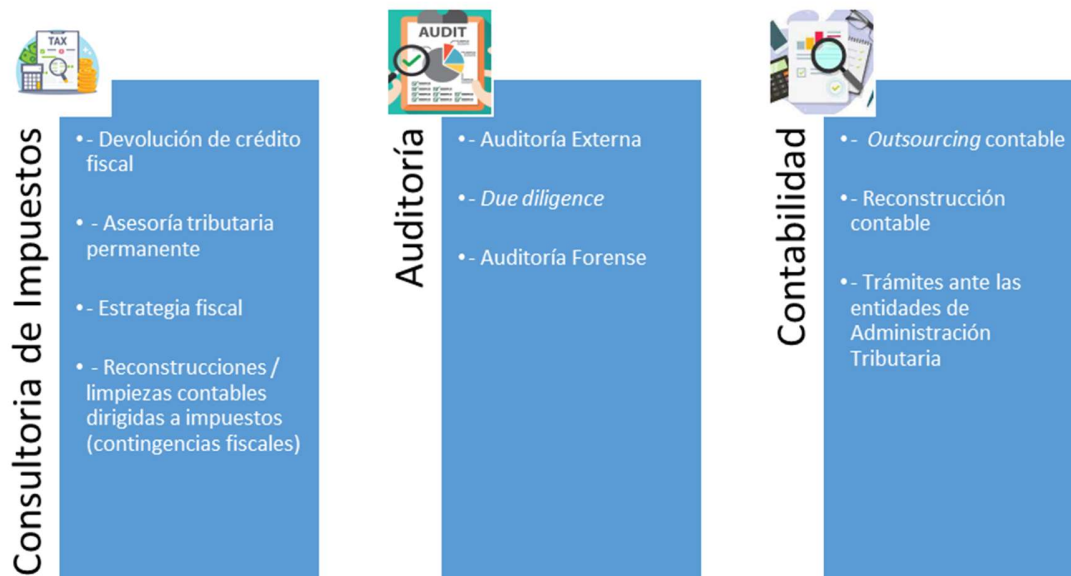 TAX
Consultoria de Impuestos
•- Devolución de crédito
fiscal
• - Asesoría tributaria
permanente
•- Estrategia fiscal
• - Reconstrucciones /
limpiezas contables
dirigidas a impuestos
(contingencias fiscales)
AUDIT
Auditoría
•- Auditoría Externa
•- Due diligence
•- Auditoría Forense
Contabilidad
•- Outsourcing contable
•- Reconstrucción
contable
•- Trámites ante las
entidades de
Administración
Tributaria